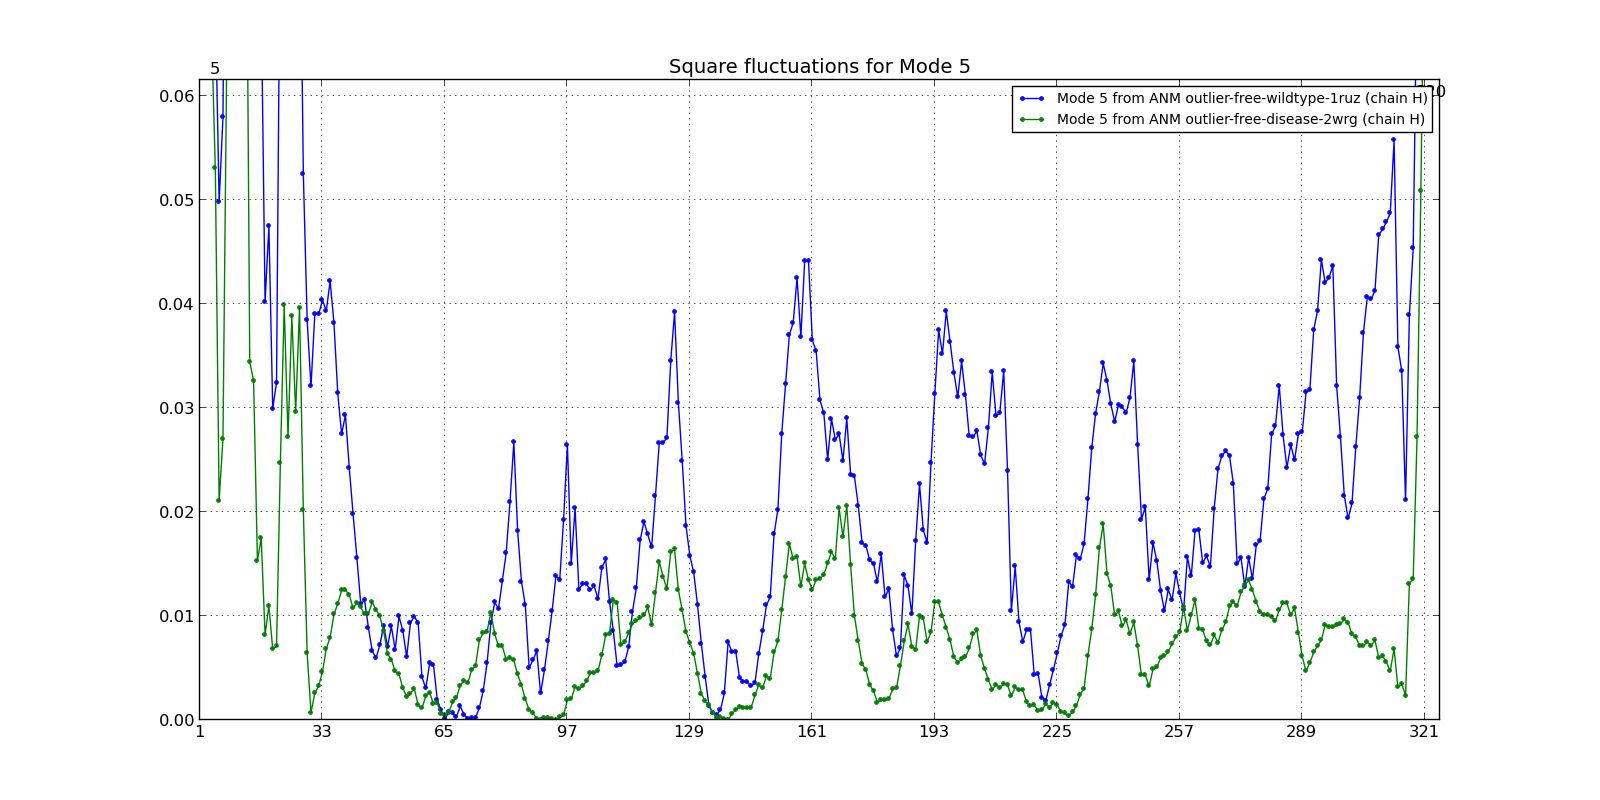 Square fluctuations for Mode 5
5
Mode 5 from ANM outlier-free-wildtype-1ruz (chain H)
Mode 5 from ANM outlier-free-disease-2wrg (chain H)
0.06
0.05
0.04
0.03
0.02
0.01
0.00
1 33 65 97 129 161 193 225 257 289 321